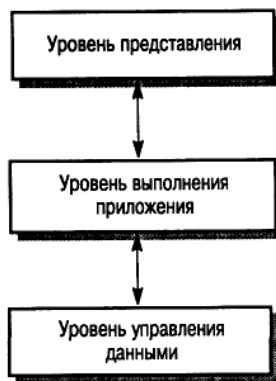 Уровень представления
Уровень выполнения
приложения
Уровень управления
данными